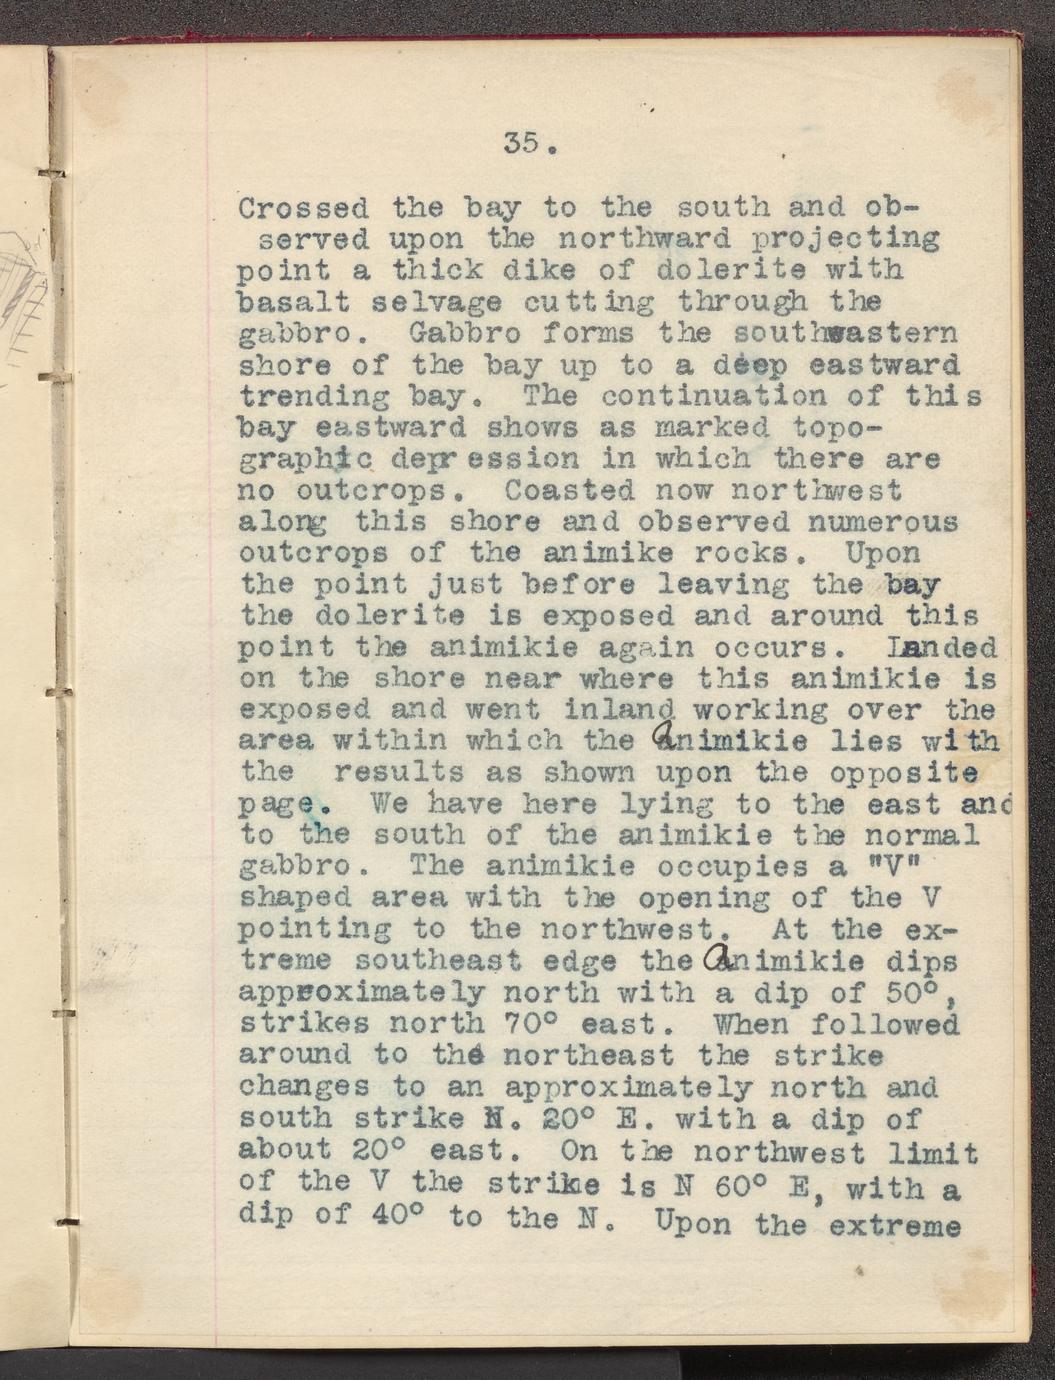 35.
Crossed the bay to the south and ob-
served upon the northward projecting
point a thick dike of dolerite with
basalt selvage cutting through the
gabbro. Gabbro forms the southeastern
shore of the bay up to a deep eastward
trending bay. The continuation of this
bay eastward shows as marked topo-
graphic depression in which there are
no outcrops. Coasted now northwest
along this shore and observed numerous
outcrops of the animike rocks. Upon
the point just before leaving the bay
the dolerite is exposed and around this
point the animikie again occurs. Landed
on the shore near where this animikie is
exposed and went inland working over the
area within which the Animikie lies with
the results as shown upon the opposite
page. We have here lying to the east and
to the south of the animikie the normal
gabbro. The animikie occupies a "V"
shaped area with the opening of the V
pointing to the northwest. At the ex-
treme southeast edge the Animikie dips
approximately north with a dip of 50°,
strikes north 70° east. When followed
around to the northeast the strike
changes to an approximately north and
south strike N. 20° E. with a dip of
about 20° east. On the northwest limit
of the V the strike is N 60° E, with a
dip of 40° to the N. Upon the extreme